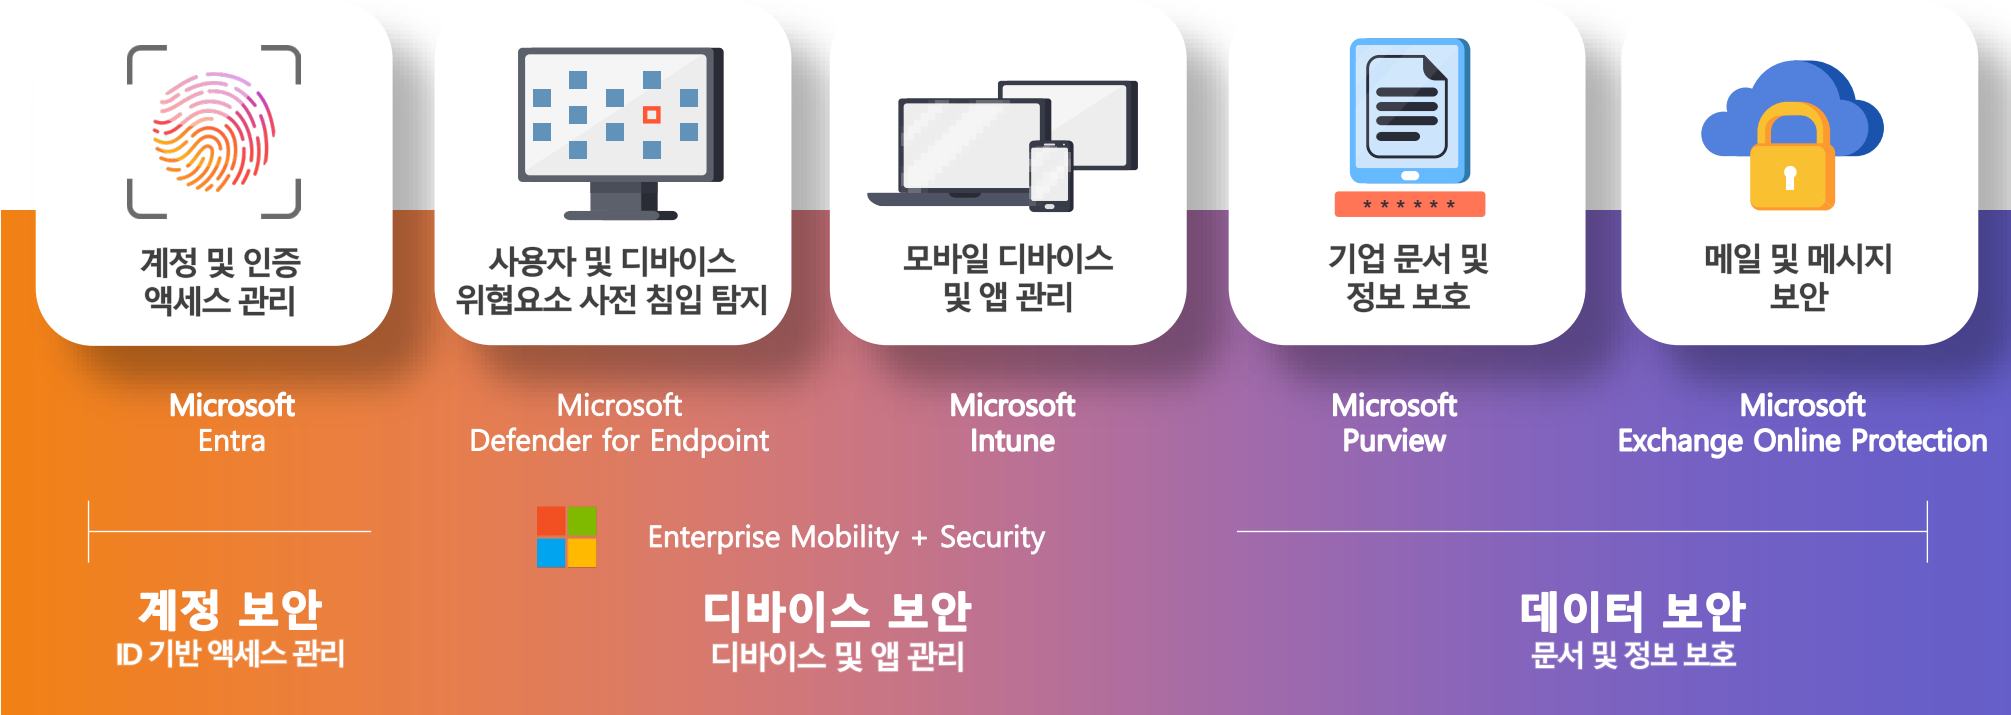 계정 및 인증
액세스 관리
사용자 및 디바이스
위협요소 사전 침입 탐지
모바일 디바이스
및 앱 관리
******
기업 문서 및
정보 보호
메일 및 메시지
보안
Microsoft
Entra
Microsoft
Defender for Endpoint
Microsoft
Intune
Microsoft
Purview
Microsoft
Exchange Online Protection
Enterprise Mobility + Security
계정 보안
ID 기반 액세스 관리
디바이스 보안
디바이스 및 앱 관리
데이터 보안
문서 및 정보 보호